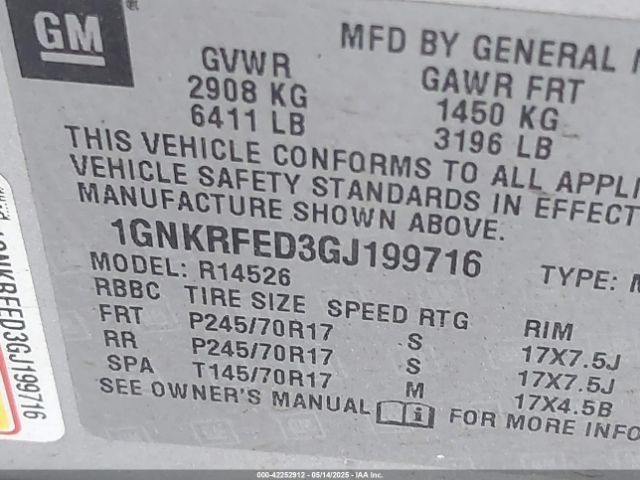 GM
MFD BY GENERAL
GVWR GAWR FRT
2908 KG 1450 KG
6411 LB 3196 LB
THIS VEHICLE CONFORMS TO ALL APPLI
VEHICLE SAFETY STANDARDS IN EFFECT
MANUFACTURE SHOWN ABOVE.
1GNKRFED3GJ199716
MODEL: R14526 TYPE: M
RBBC TIRE SIZE SPEED RTG RIM
FRT P245/70R17 S 17X7.5J
RR P245/70R17 S 17X7.5J
SPA T145/70R17 M 17X4.5B
SEE OWNER'S MANUAL FOR MORE INFO
1GNKRFED3GJ199716
000-42252912 - 05/14/2025 - IAAI, INC.